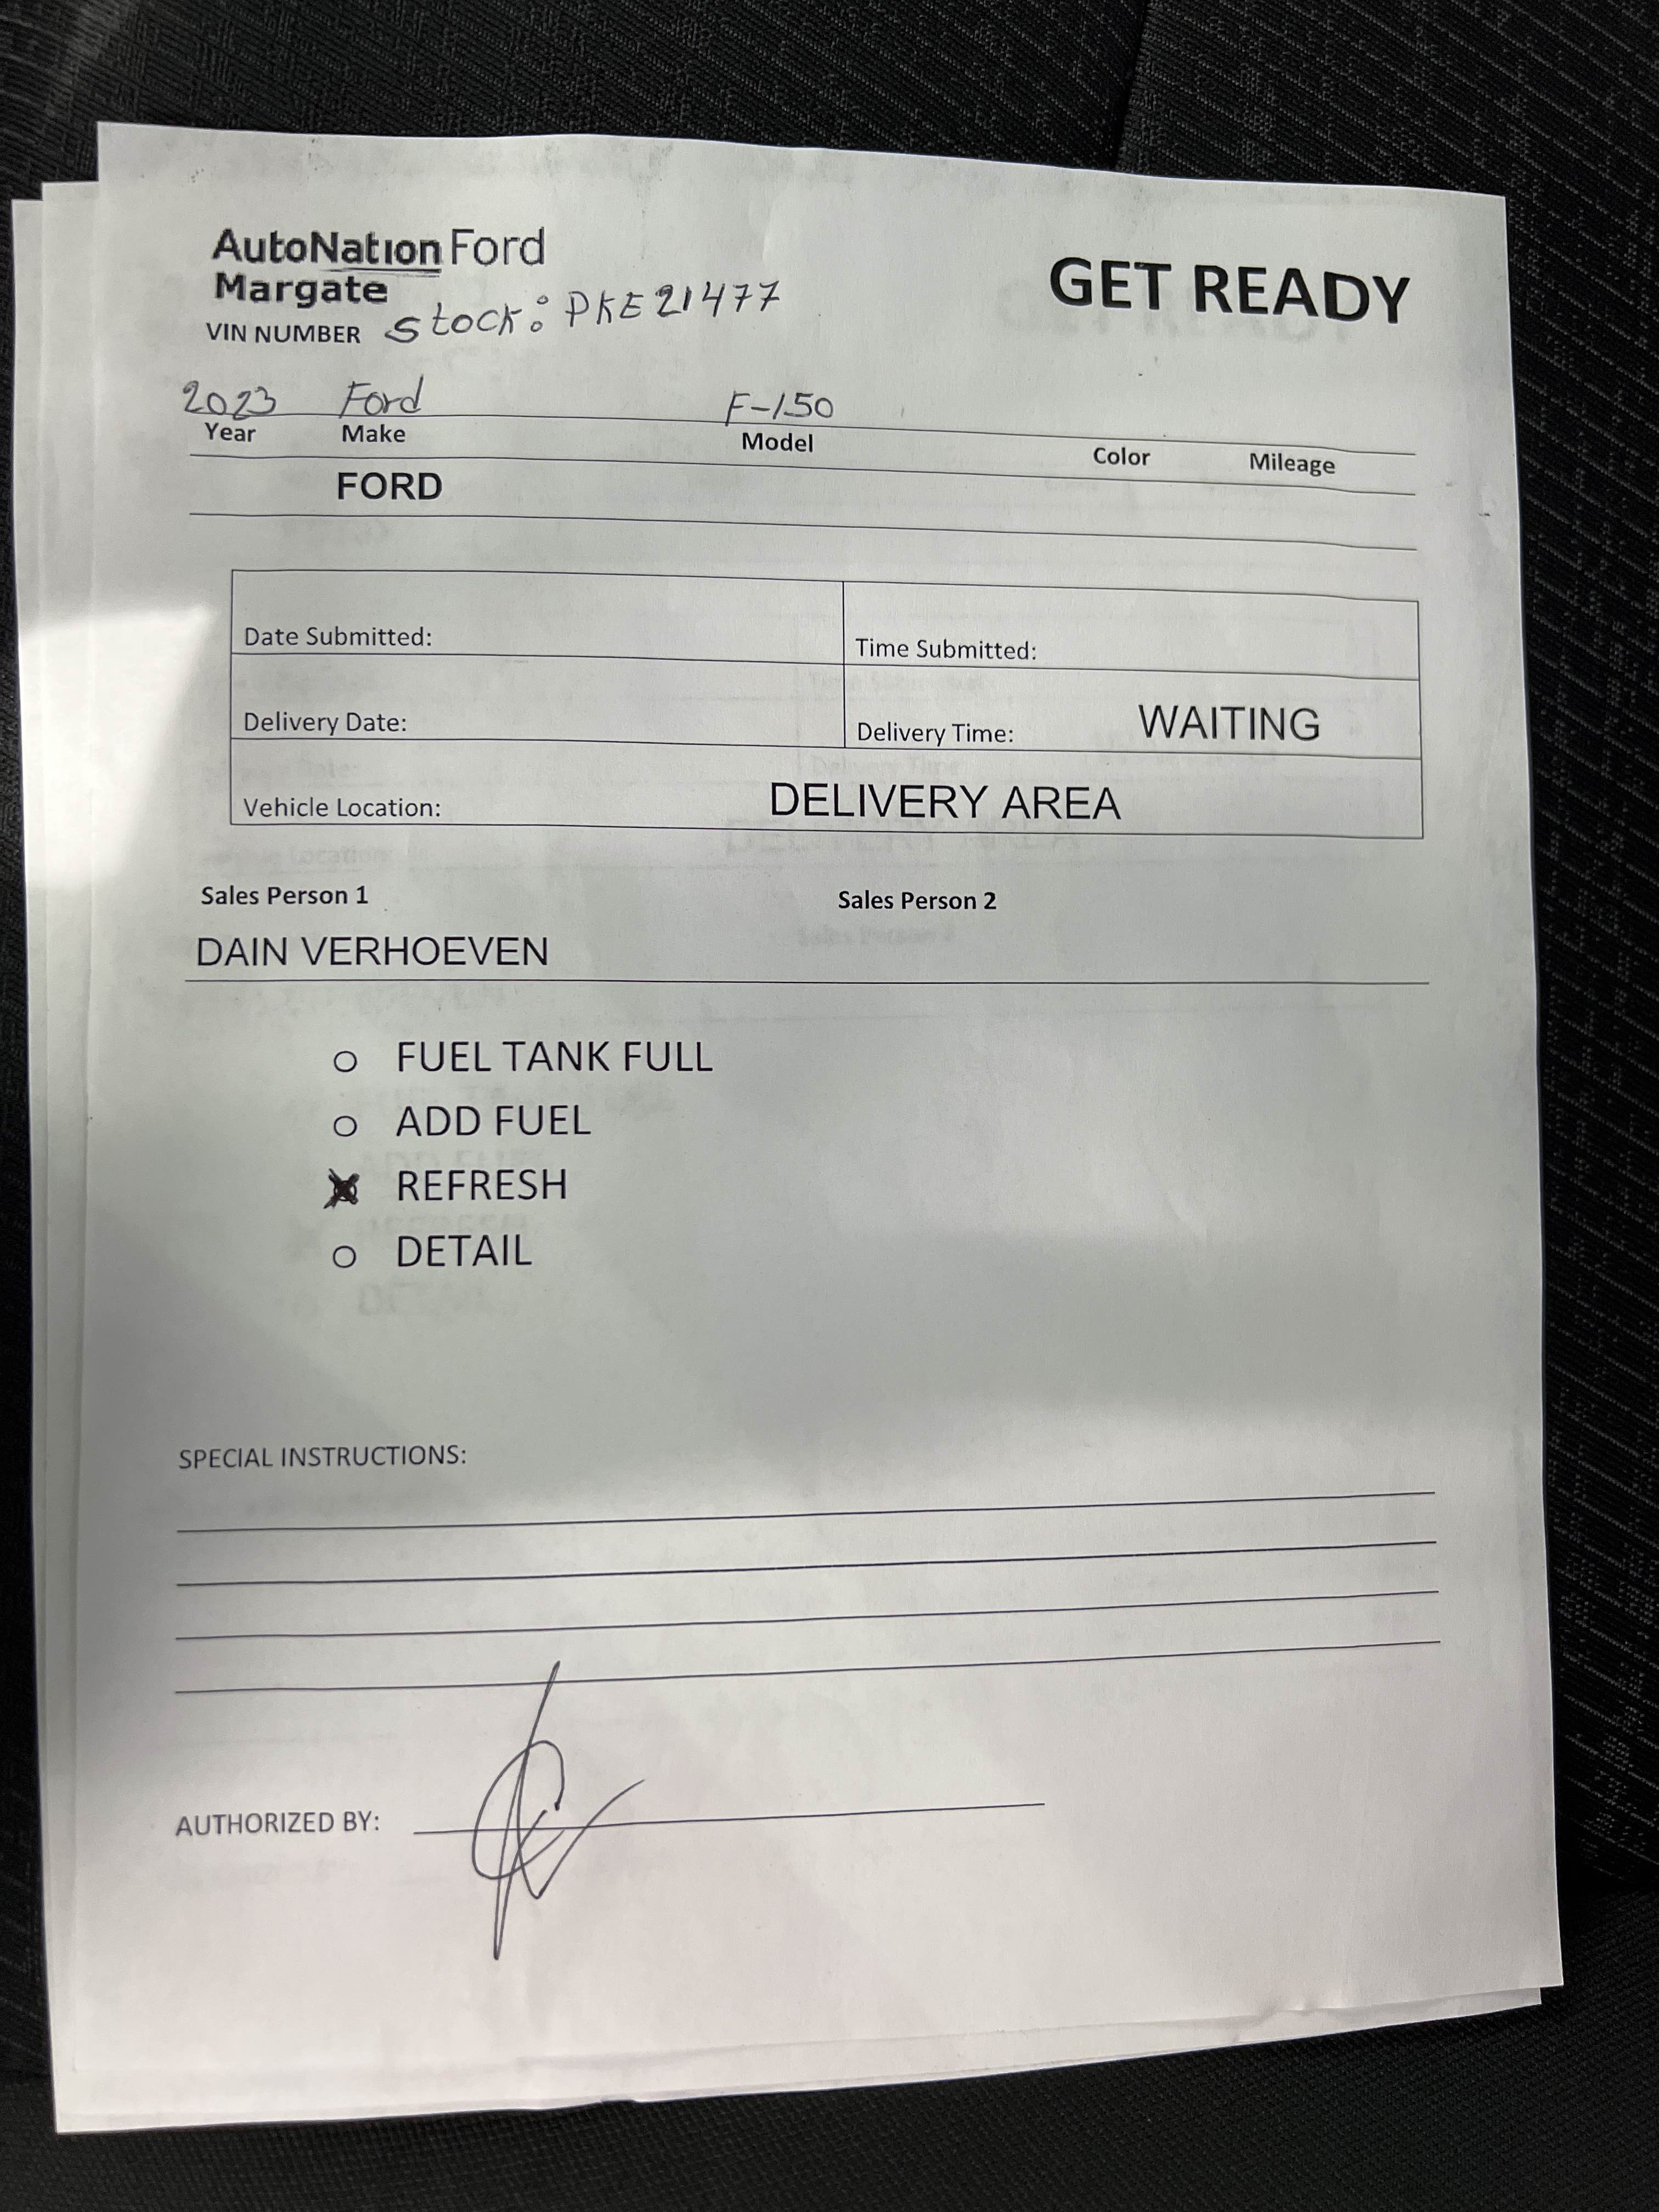 AutoNation Ford
Margate
GET READY
VIN NUMBER Stock: PKE21477
2023 Ford F-150
Year Make Model Color Mileage
FORD
Date Submitted: Time Submitted:
Delivery Date: Delivery Time: WAITING
Vehicle Location: DELIVERY AREA
Sales Person 1 Sales Person 2
DAIN VERHOEVEN
FUEL TANK FULL
ADD FUEL
REFRESH
DETAIL
SPECIAL INSTRUCTIONS:
AUTHORIZED BY: